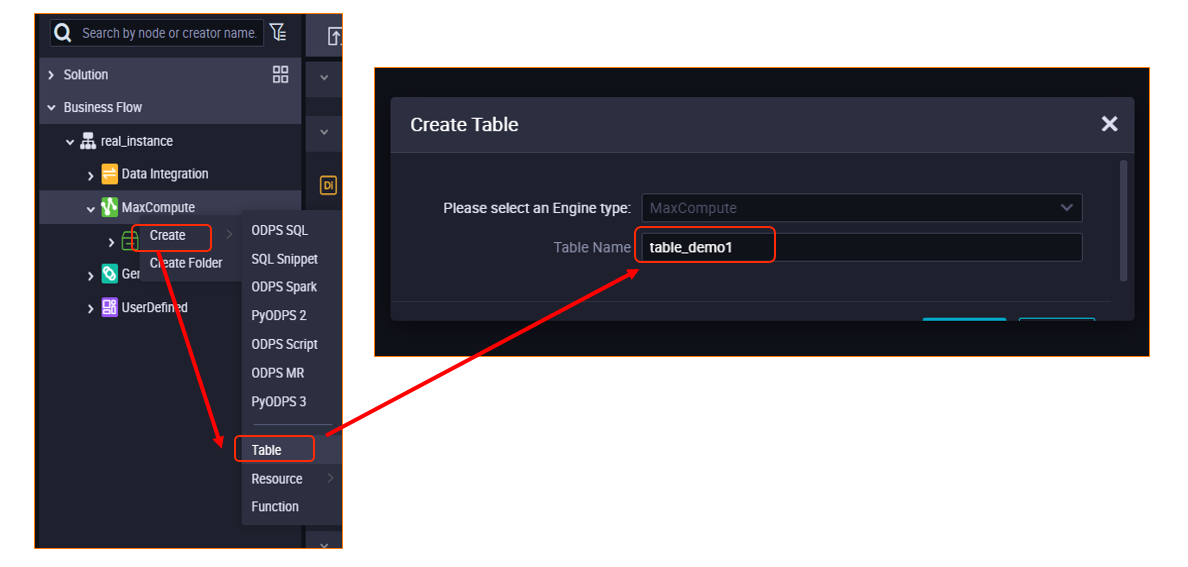 Search by node or creator name.
Solution
Business Flow
real_instance
Data Integration
DI
MaxCompute
Create
Create Folder
Ger
UserDefined
ODPS SQL
SQL Snippet
ODPS Spark
PyODPS 2
ODPS Script
ODPS MR
PyODPS 3
Table
Resource
Function
Create Table
Please select an Engine type: MaxCompute
Table Name table_demo1